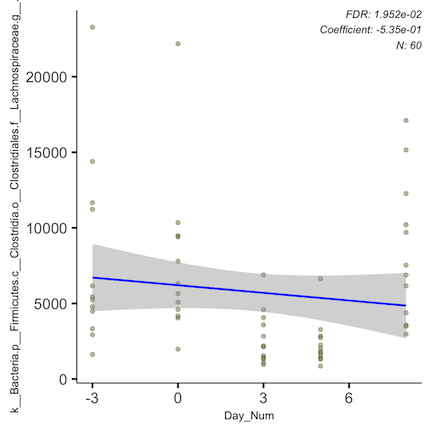 FDR: 1.952e-02
Coefficient: -5.35e-01
N: 60
k__Bacteria.p__Firmicutes.c__Clostridia.o__Clostridiales.f__Lachnospiraceae.g__
20000
15000
10000
5000
0
-3
0
3
6
Day_Num